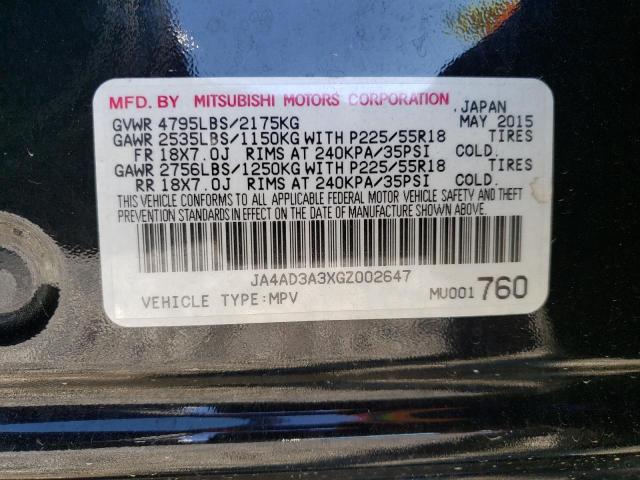 MFD. BY MITSUBISHI MOTORS CORPORATION , JAPAN
GVWR 4795LBS/2175KG MAY 2015
GAWR 2535LBS/1150KG WITH P225/55R18 TIRES
FR 18X7.0J RIMS AT 240KPA/35PSI COLD.
GAWR 2756LBS/1250KG WITH P225/55R18 TIRES
RR 18X7.0J RIMS AT 240KPA/35PSI COLD.
THIS VEHICLE CONFORMS TO ALL APPLICABLE FEDERAL MOTOR VEHICLE SAFETY AND THEFT
PREVENTION STANDARDS IN EFFECT ON THE DATE OF MANUFACTURE SHOWN ABOVE.
JA4AD3A3XGZ002647
VEHICLE TYPE:MPV MU001760